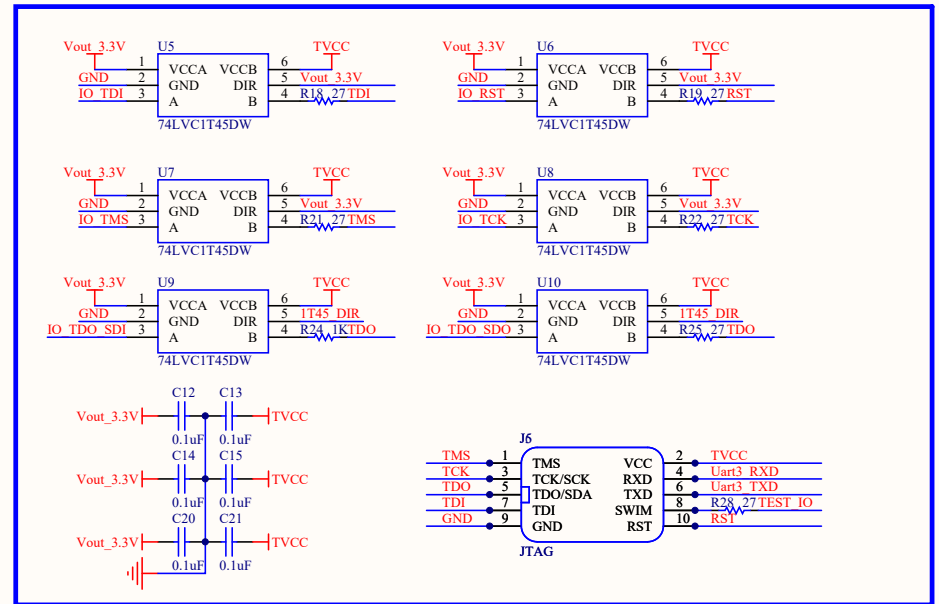 Vout_3.3V U5 TVCC
1 VCCA VCCB 6
GND 2 GND DIR 5 Vout_3.3V
IO_TDI 3 A B 4 R18 27 TDI
74LVC1T45DW
Vout_3.3V U6 TVCC
1 VCCA VCCB 6
GND 2 GND DIR 5 Vout_3.3V
IO_RST 3 A B 4 R19 27 RST
74LVC1T45DW
Vout_3.3V U7 TVCC
1 VCCA VCCB 6
GND 2 GND DIR 5 Vout_3.3V
IO_TMS 3 A B 4 R21 27 TMS
74LVC1T45DW
Vout_3.3V U8 TVCC
1 VCCA VCCB 6
GND 2 GND DIR 5 Vout_3.3V
IO_TCK 3 A B 4 R22 27 TCK
74LVC1T45DW
Vout_3.3V U9 TVCC
1 VCCA VCCB 6
GND 2 GND DIR 5 1T45_DIR
IO_TDO_SDI 3 A B 4 R24 1K TDO
74LVC1T45DW
Vout_3.3V U10 TVCC
1 VCCA VCCB 6
GND 2 GND DIR 5 1T45_DIR
IO_TDO_SDO 3 A B 4 R25 27 TDO
74LVC1T45DW
C12 C13
Vout_3.3V TVCC
0.1uF 0.1uF
C14 C15
Vout_3.3V TVCC
0.1uF 0.1uF
C20 C21
Vout_3.3V TVCC
0.1uF 0.1uF
J6
TMS 1 TMS VCC 2 TVCC
TCK 3 TCK/SCK RXD 4 Uart3_RXD
TDO 5 TDO/SDA TXD 6 Uart3_TXD
TDI 7 TDI SWIM 8 R28 27 TEST_IO
GND 9 GND RST 10 RST
JTAG